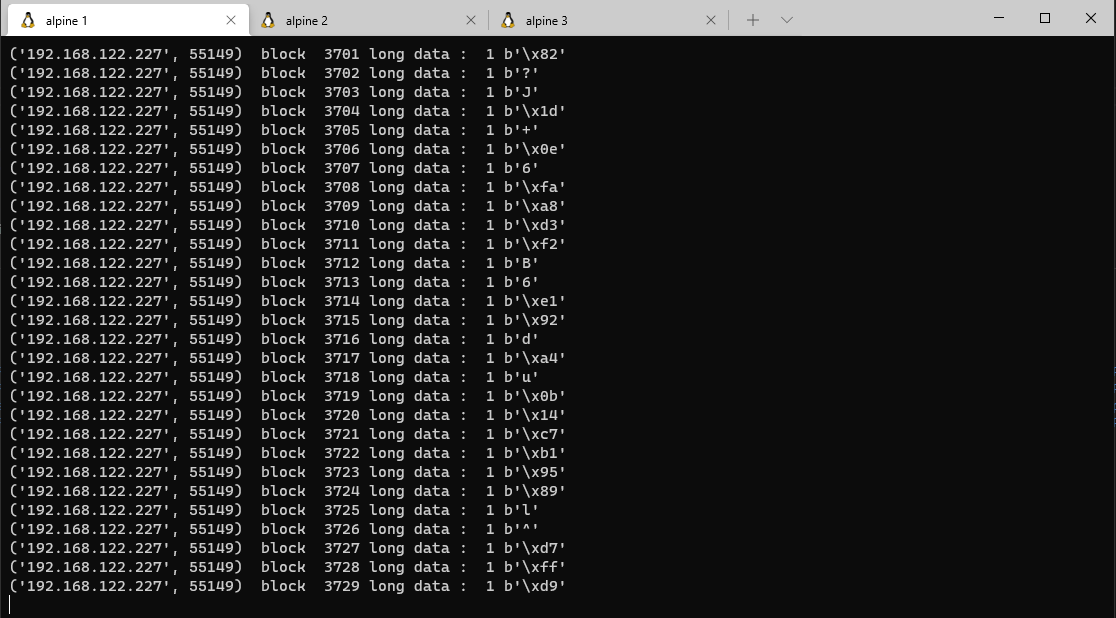 alpine 1 alpine 2 alpine 3
('192.168.122.227', 55149)  block  3701 long data :  1 b'\x82'
('192.168.122.227', 55149)  block  3702 long data :  1 b'?'
('192.168.122.227', 55149)  block  3703 long data :  1 b'J'
('192.168.122.227', 55149)  block  3704 long data :  1 b'\x1d'
('192.168.122.227', 55149)  block  3705 long data :  1 b'+'
('192.168.122.227', 55149)  block  3706 long data :  1 b'\x0e'
('192.168.122.227', 55149)  block  3707 long data :  1 b'6'
('192.168.122.227', 55149)  block  3708 long data :  1 b'\xfa'
('192.168.122.227', 55149)  block  3709 long data :  1 b'\xa8'
('192.168.122.227', 55149)  block  3710 long data :  1 b'\xd3'
('192.168.122.227', 55149)  block  3711 long data :  1 b'\xf2'
('192.168.122.227', 55149)  block  3712 long data :  1 b'B'
('192.168.122.227', 55149)  block  3713 long data :  1 b'6'
('192.168.122.227', 55149)  block  3714 long data :  1 b'\xe1'
('192.168.122.227', 55149)  block  3715 long data :  1 b'\x92'
('192.168.122.227', 55149)  block  3716 long data :  1 b'd'
('192.168.122.227', 55149)  block  3717 long data :  1 b'\xa4'
('192.168.122.227', 55149)  block  3718 long data :  1 b'u'
('192.168.122.227', 55149)  block  3719 long data :  1 b'\x0b'
('192.168.122.227', 55149)  block  3720 long data :  1 b'\x14'
('192.168.122.227', 55149)  block  3721 long data :  1 b'\xc7'
('192.168.122.227', 55149)  block  3722 long data :  1 b'\xb1'
('192.168.122.227', 55149)  block  3723 long data :  1 b'\x95'
('192.168.122.227', 55149)  block  3724 long data :  1 b'\x89'
('192.168.122.227', 55149)  block  3725 long data :  1 b'l'
('192.168.122.227', 55149)  block  3726 long data :  1 b'^'
('192.168.122.227', 55149)  block  3727 long data :  1 b'\xd7'
('192.168.122.227', 55149)  block  3728 long data :  1 b'\xff'
('192.168.122.227', 55149)  block  3729 long data :  1 b'\xd9'